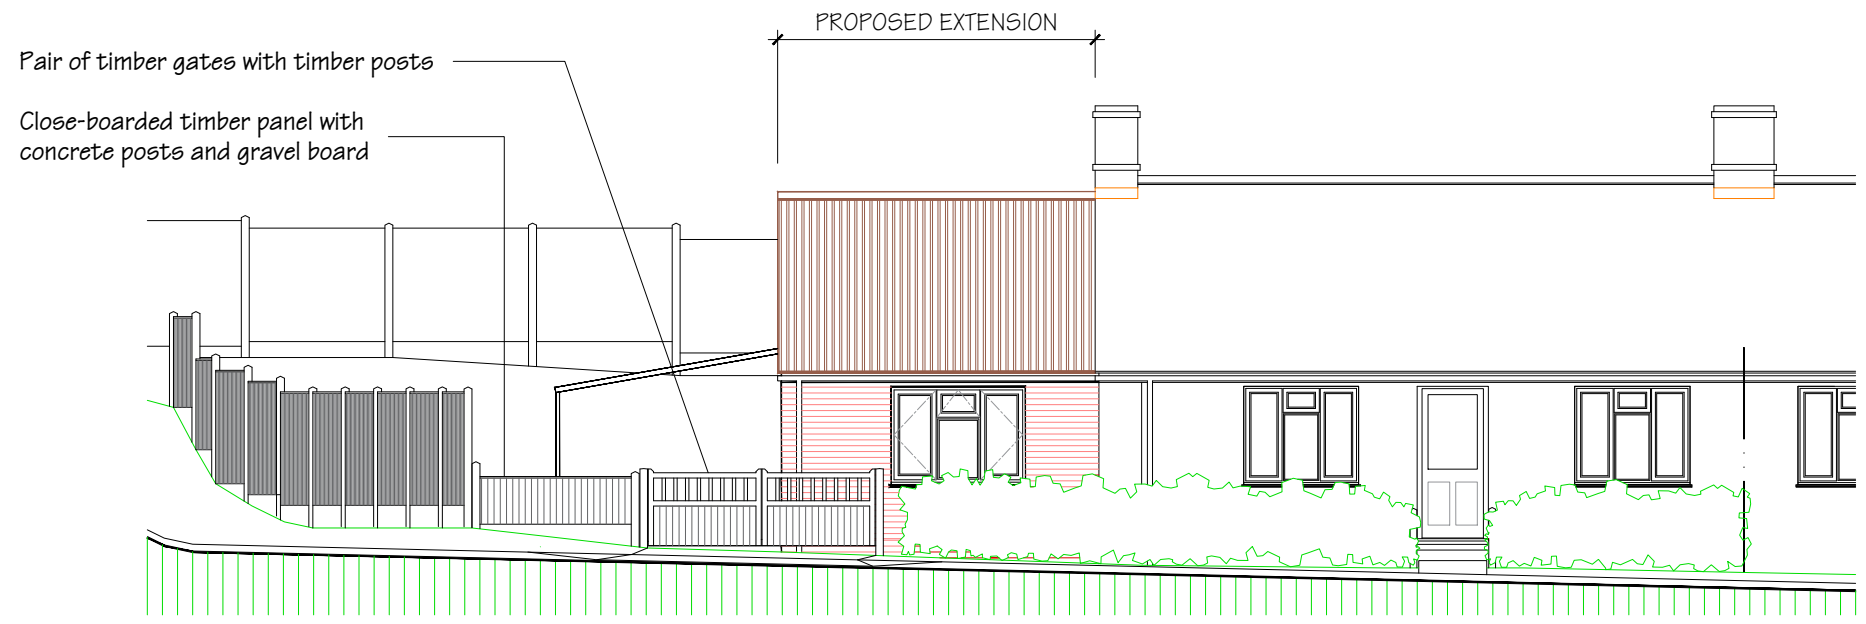 PROPOSED EXTENSION
Pair of timber gates with timber posts
Close-boarded timber panel with
concrete posts and gravel board